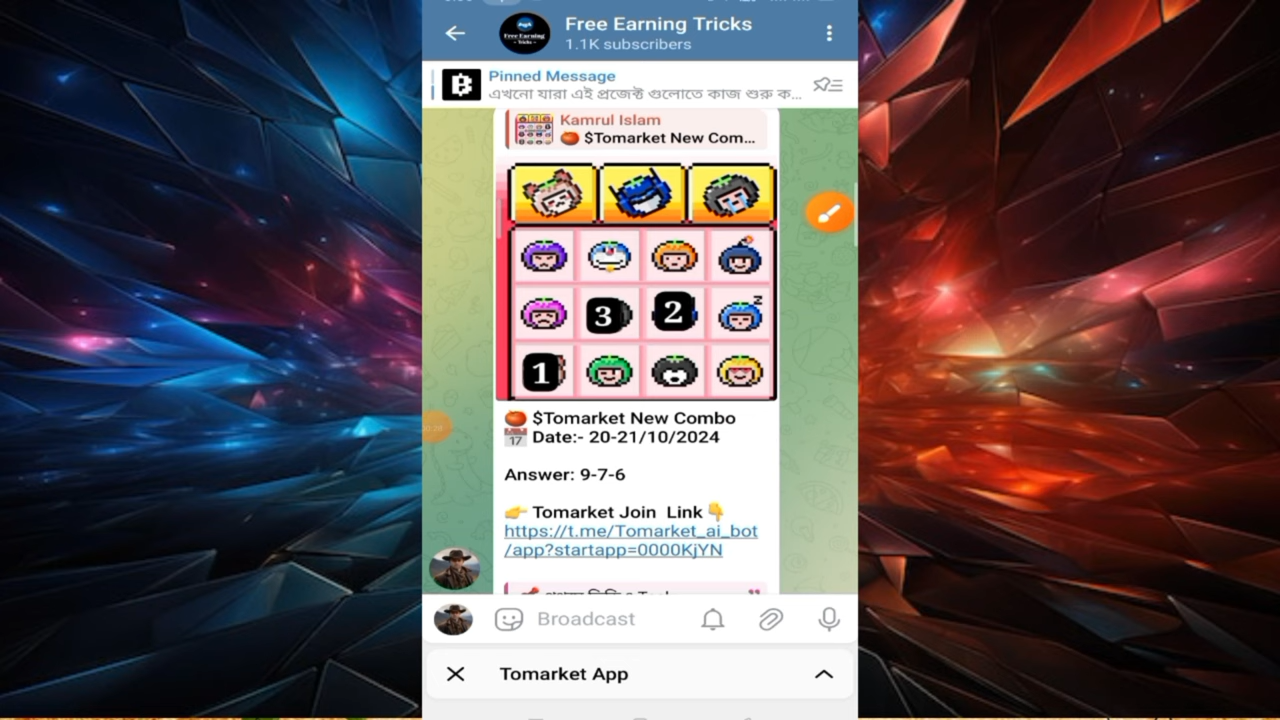 Free Earning Tricks
1.1K subscribers
Pinned Message
এখনো যারা এই প্রজেক্ট গুলোতে কাজ শুরু ক...
Kamrul Islam
$Tomarket New Com...
z
3
2
1
$Tomarket New Combo
17 Date:- 20-21/10/2024
Answer: 9-7-6
Tomarket Join Link
https://t.me/Tomarket_ai_bot
/app?startapp=0000KjYN
Broadcast
Tomarket App